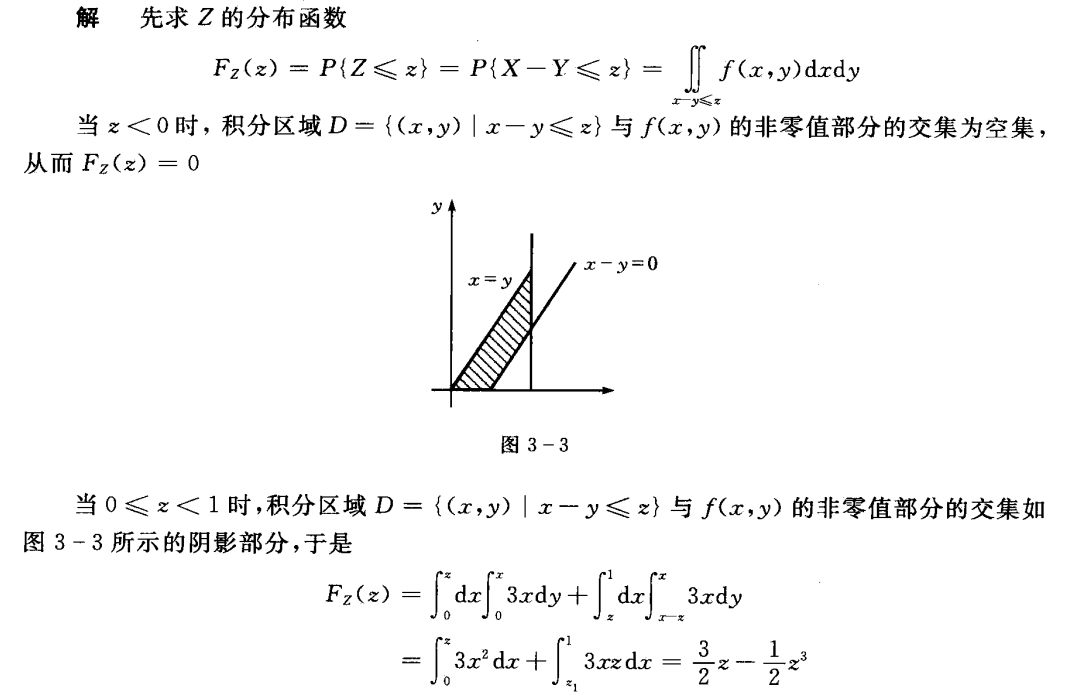 解 先求 Z 的分布函数
F_Z(z) = P{Z ⩽ z} = P{X − Y ⩽ z} = ∬_{x−y⩽z} f(x,y)dxdy
当 z < 0 时, 积分区域 D = {(x,y) | x − y ⩽ z} 与 f(x,y) 的非零值部分的交集为空集,
从而 F_Z(z) = 0
y
x = y
x − y = 0
图 3-3
当 0 ⩽ z < 1 时,积分区域 D = {(x,y) | x − y ⩽ z} 与 f(x,y) 的非零值部分的交集如
图 3-3 所示的阴影部分,于是
F_Z(z) = ∫_0^z dx ∫_0^x 3xdy + ∫_z^1 dx ∫_{x−z}^x 3xdy
= ∫_0^z 3x² dx + ∫_{z_1}^1 3xz dx = 3/2 z − 1/2 z³